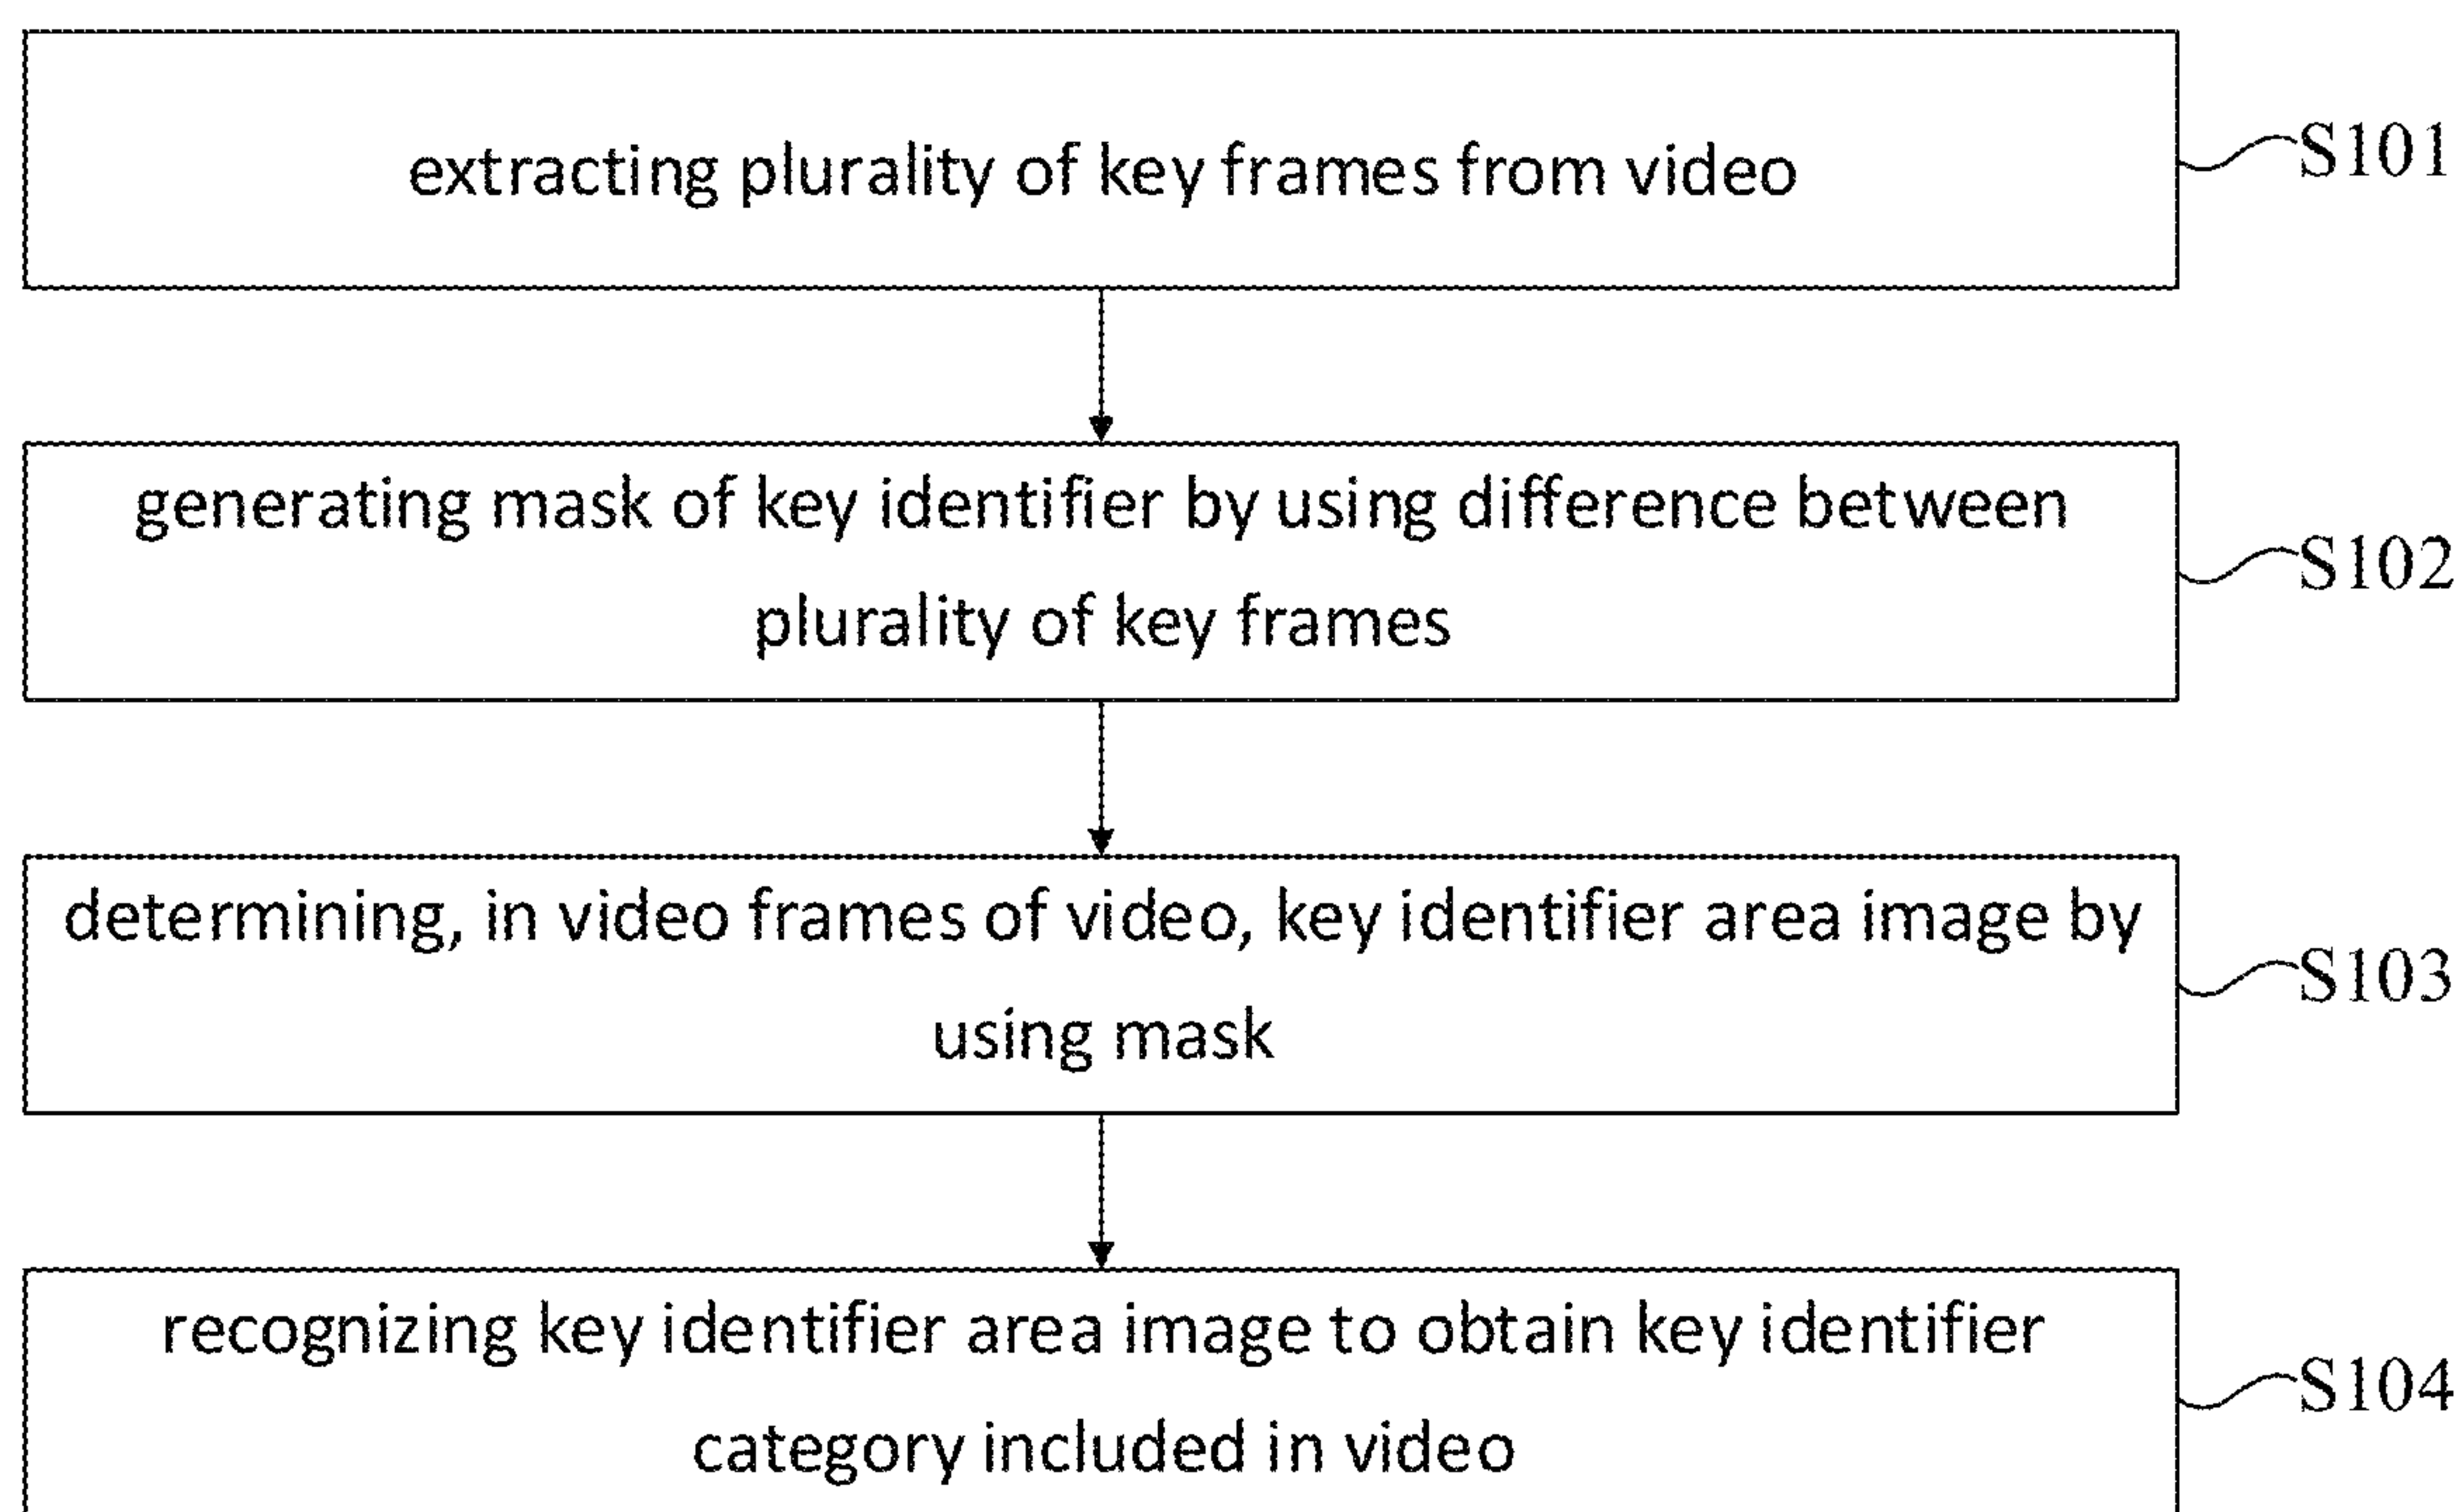 extracting plurality of key frames from video
S101
generating mask of key identifier by using difference between
plurality of key frames
S102
determining, in video frames of video, key identifier area image by
using mask
S103
recognizing key identifier area image to obtain key identifier
category included in video
S104